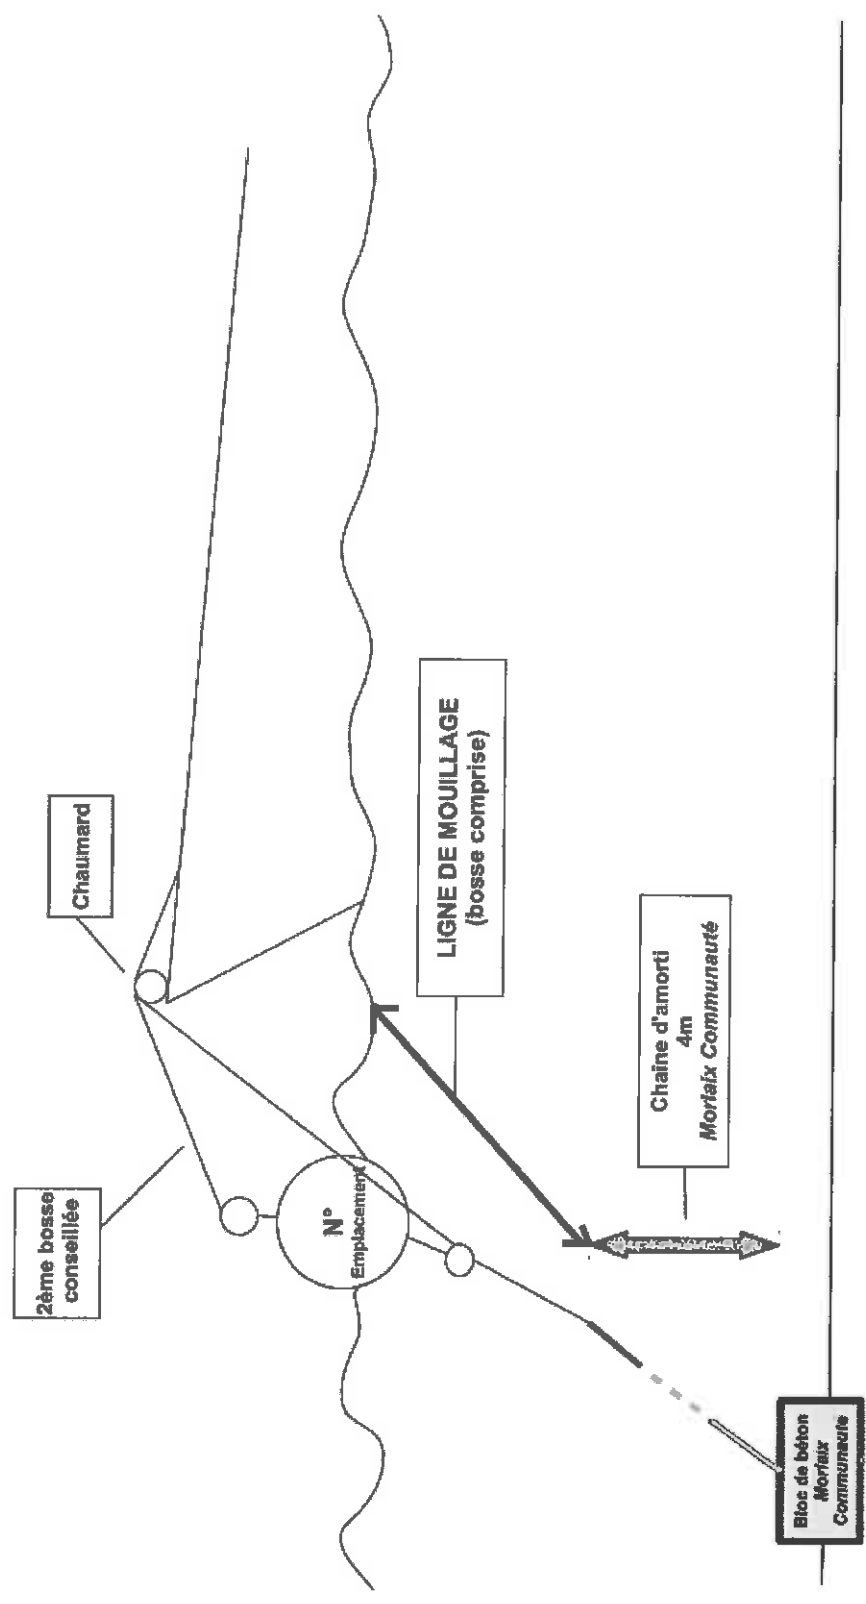 2ème bosse
conseillée
Chaumard
N°
Emplacement
LIGNE DE MOUILLAGE
(bosse comprise)
Chaîne d'amorti
4m
Morlaix Communauté
Bloc de béton
Morlaix
Communauté